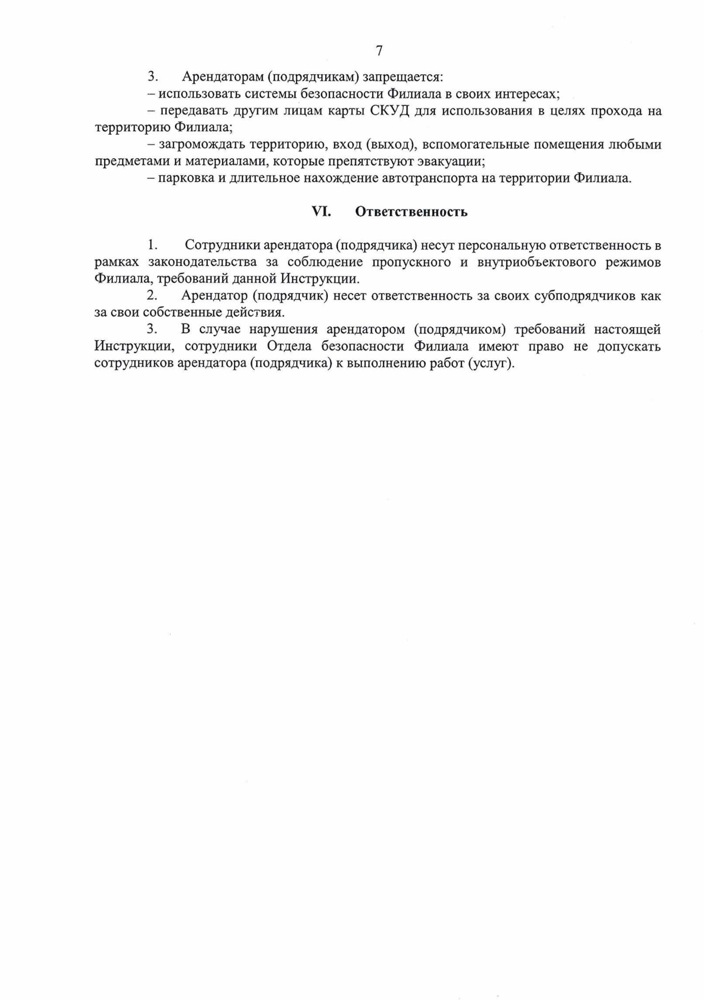 7
3. Арендаторам (подрядчикам) запрещается:
– использовать системы безопасности Филиала в своих интересах;
– передавать другим лицам карты СКУД для использования в целях прохода на
территорию Филиала;
– загромождать территорию, вход (выход), вспомогательные помещения любыми
предметами и материалами, которые препятствуют эвакуации;
– парковка и длительное нахождение автотранспорта на территории Филиала.
VI. Ответственность
1. Сотрудники арендатора (подрядчика) несут персональную ответственность в
рамках законодательства за соблюдение пропускного и внутриобъектового режимов
Филиала, требований данной Инструкции.
2. Арендатор (подрядчик) несет ответственность за своих субподрядчиков как
за свои собственные действия.
3. В случае нарушения арендатором (подрядчиком) требований настоящей
Инструкции, сотрудники Отдела безопасности Филиала имеют право не допускать
сотрудников арендатора (подрядчика) к выполнению работ (услуг).